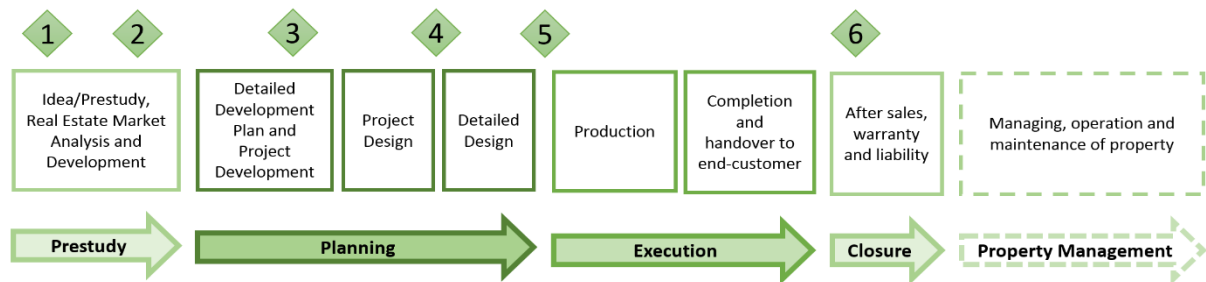 1
2
3
4
5
6
Idea/Prestudy,
Real Estate Market
Analysis and
Development
Detailed
Development
Plan and
Project
Development
Project
Design
Detailed
Design
Production
Completion
and
handover to
end-customer
After sales,
warranty
and liability
Managing, operation and
maintenance of property
Prestudy
Planning
Execution
Closure
Property Management